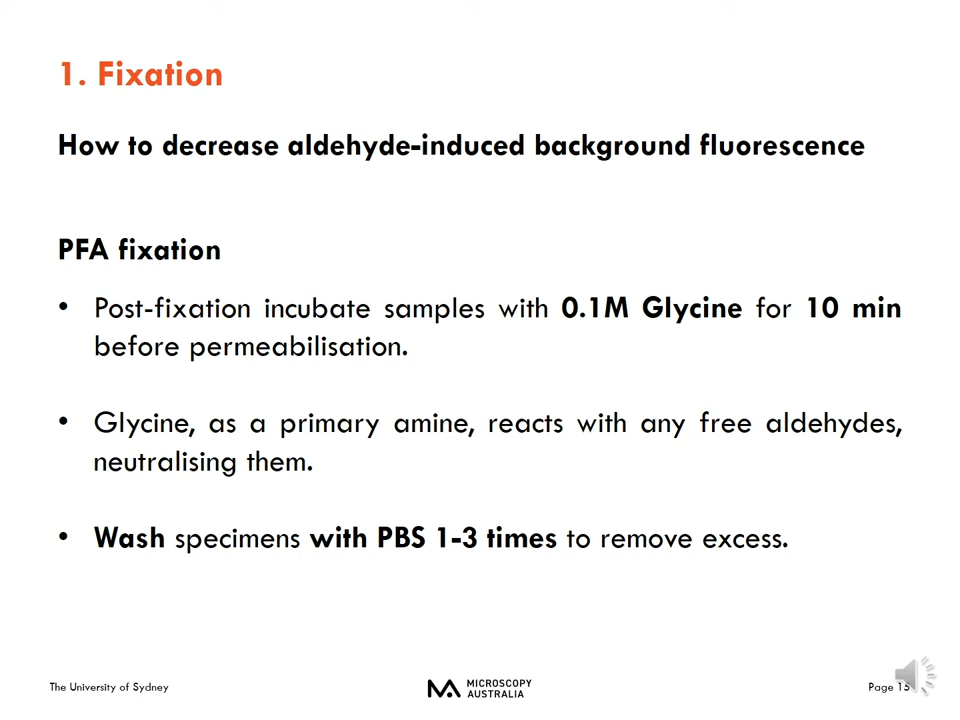 1. Fixation
How to decrease aldehyde-induced background fluorescence
PFA fixation
• Post-fixation incubate samples with 0.1M Glycine for 10 min
before permeabilisation.
• Glycine, as a primary amine, reacts with any free aldehydes,
neutralising them.
• Wash specimens with PBS 1-3 times to remove excess.
The University of Sydney
MICROSCOPY
AUSTRALIA
Page 15